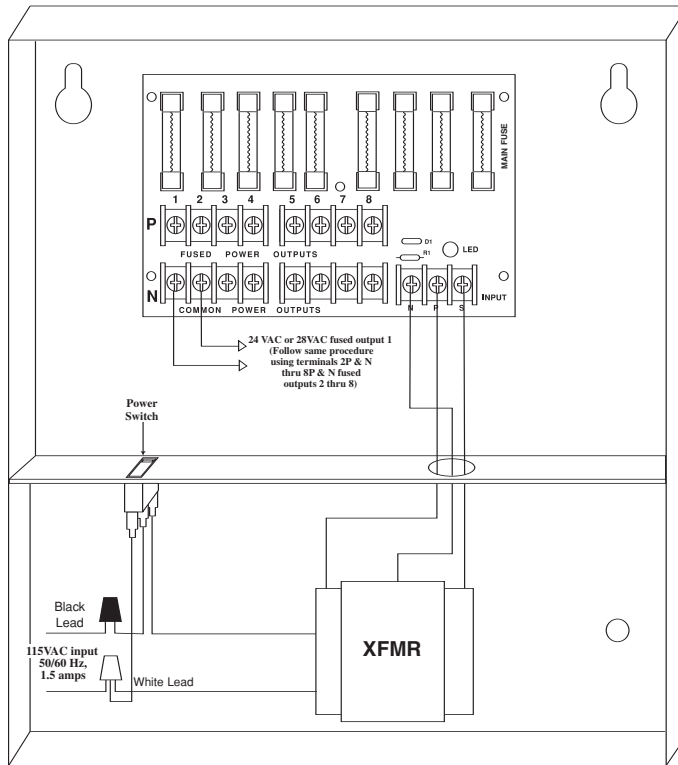 MAIN FUSE
1 2 3 4 5 6 7 8
P
D1
LED
R1
FUSED POWER OUTPUTS
N
INPUT
COMMON POWER OUTPUTS
N P S
24 VAC or 28VAC fused output 1
(Follow same procedure
using terminals 2P & N
thru 8P & N fused
outputs 2 thru 8)
Power
Switch
Black
Lead
XFMR
115VAC input
50/60 Hz,
1.5 amps
White Lead